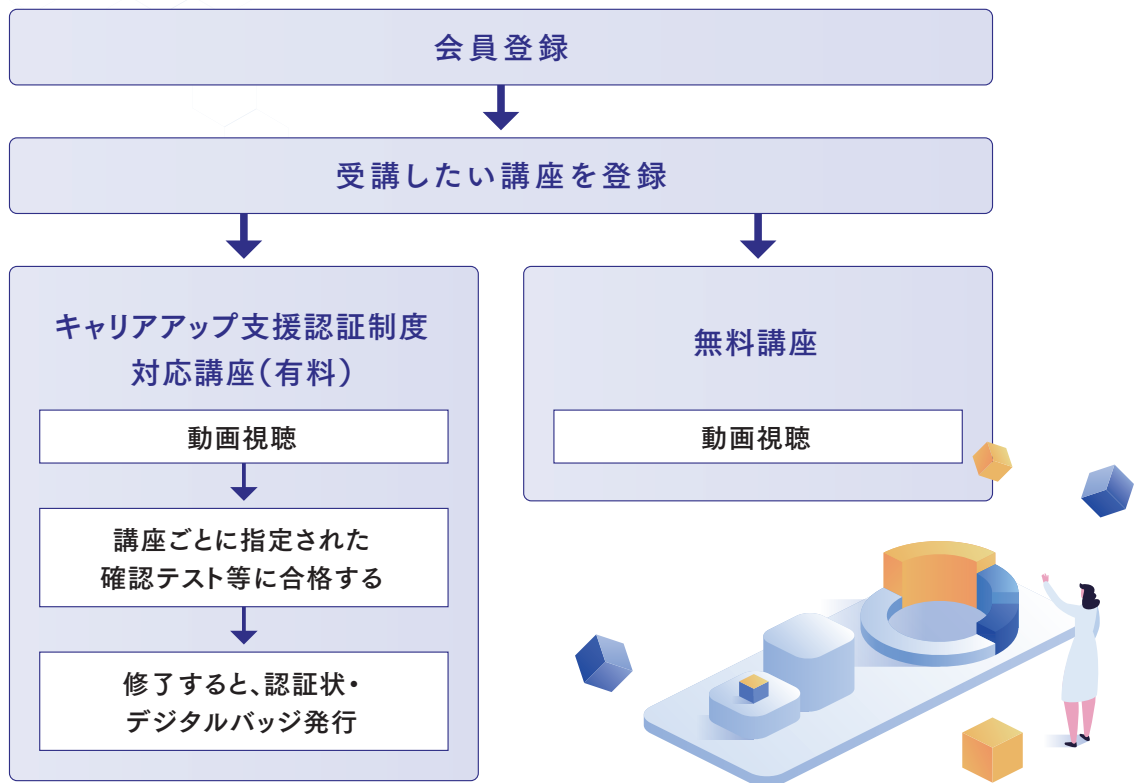 会員登録
受講したい講座を登録
キャリアアップ支援認証制度
対応講座(有料)
動画視聴
講座ごとに指定された
確認テスト等に合格する
修了すると、認証状・
デジタルバッジ発行
無料講座
動画視聴